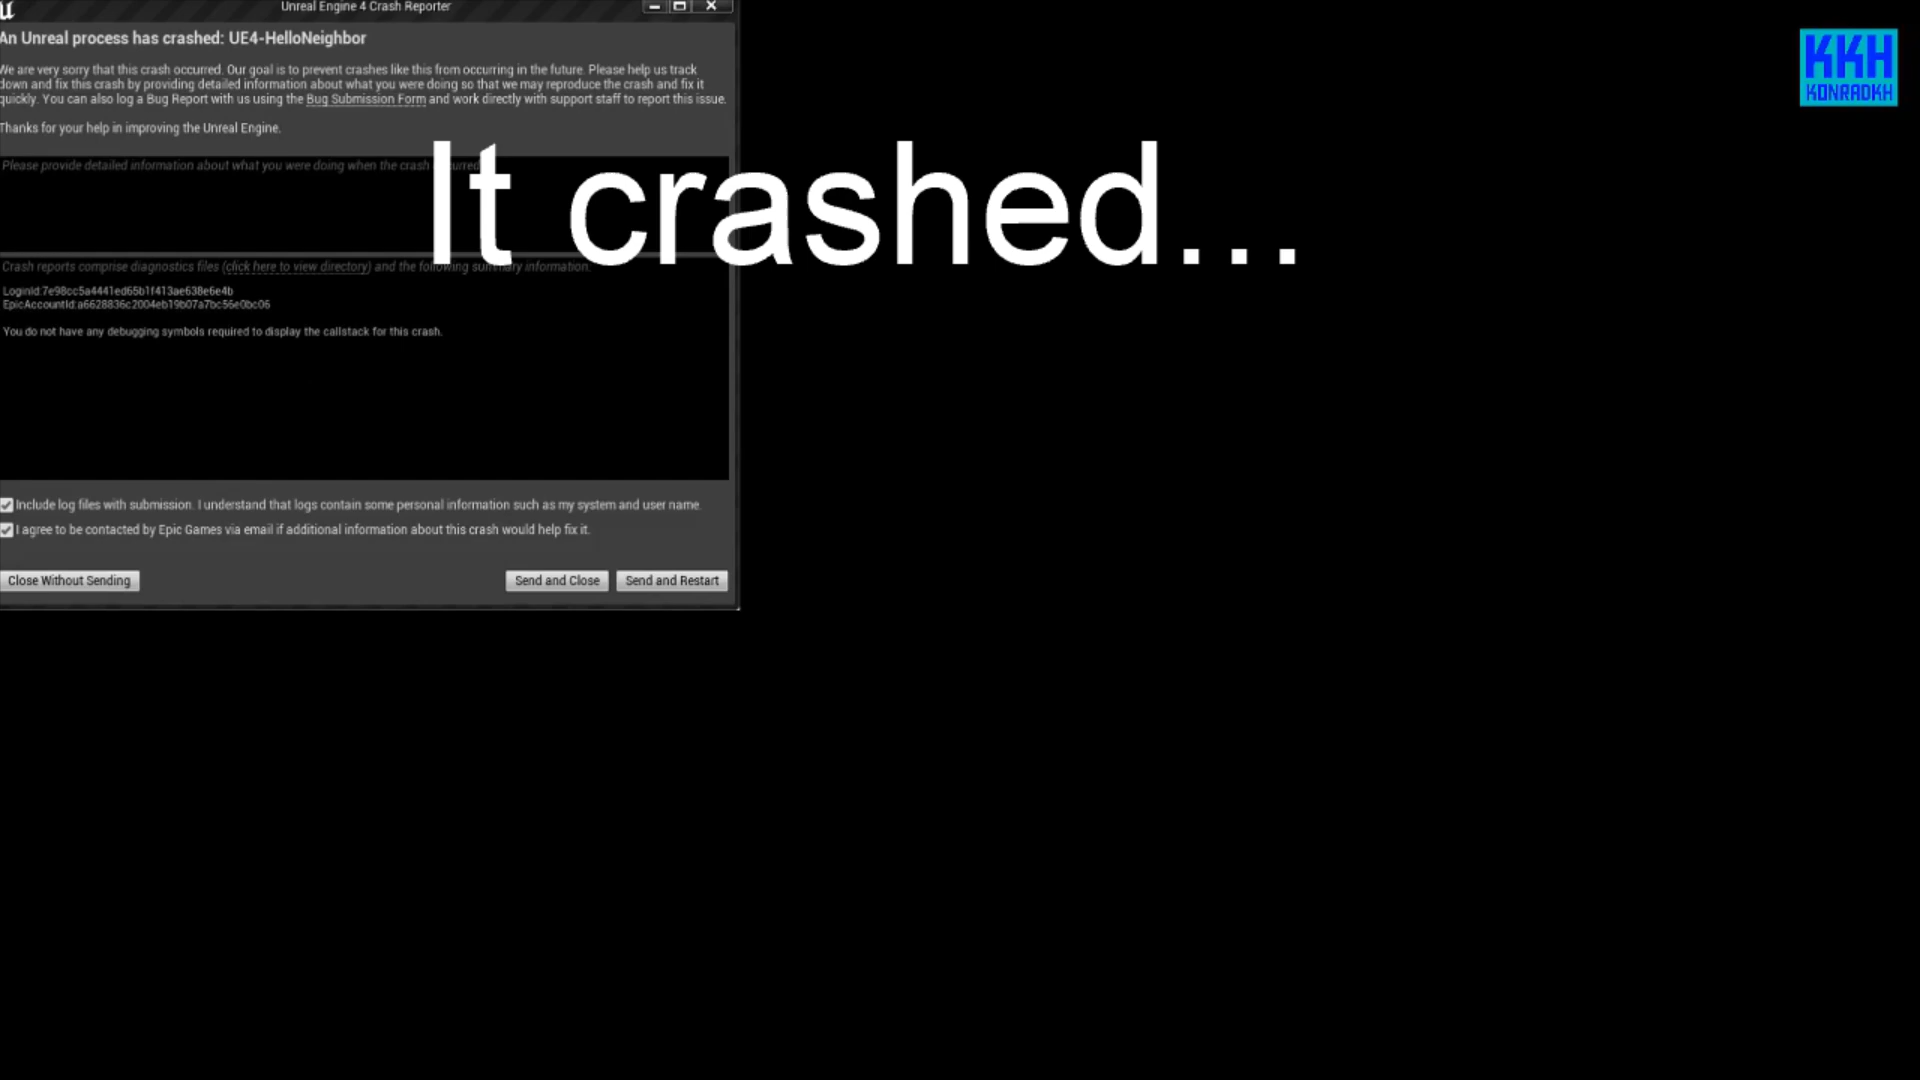 Unreal Engine 4 Crash Reporter
An Unreal process has crashed: UE4-HelloNeighbor
We are very sorry that this crash occurred. Our goal is to prevent crashes like this from occurring in the future. Please help us track
down and fix this crash by providing detailed information about what you were doing so that we may reproduce the crash and fix it
quickly. You can also log a Bug Report with us using the Bug Submission Form and work directly with support staff to report this issue.
Thanks for your help in improving the Unreal Engine.
Please provide detailed information about what you were doing when the crash occurred.
It crashed...
Crash reports comprise diagnostics files (click here to view directory) and the following summary information:
LoginId:7e98cc5a4441ed65b1f413ae638e6e4b
EpicAccountId:a6628836c2004eb19b07a7bc56e0bc06
You do not have any debugging symbols required to display the callstack for this crash.
Include log files with submission. I understand that logs contain some personal information such as my system and user name.
I agree to be contacted by Epic Games via email if additional information about this crash would help fix it.
Close Without Sending
Send and Close
Send and Restart
KKH
KONRADKH